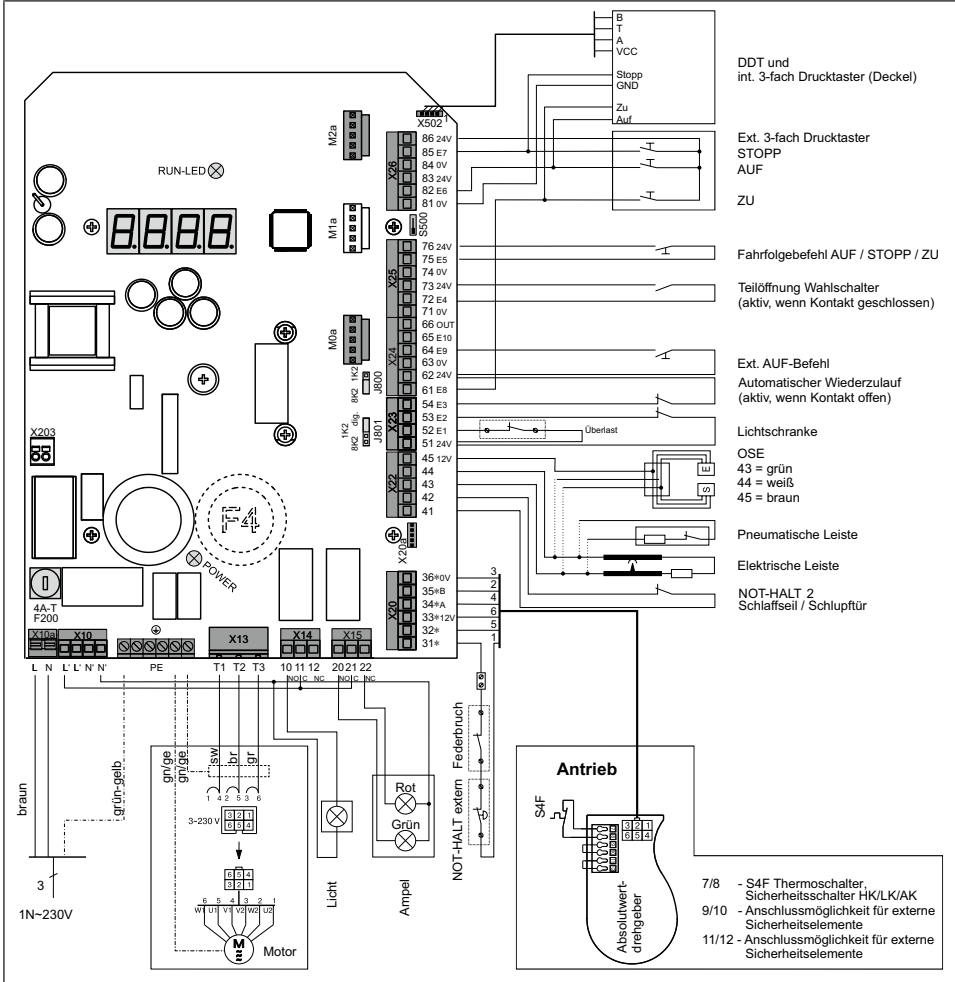 B
T
A
VCC
Stopp
GND
Zu
Auf
DDT und
int. 3-fach Drucktaster (Deckel)
X502
1
M2a
RUN-LED
8.8.8.8.
M1a
S500
X26
86 24V
85 E7
84 0V
83 24V
82 E6
81 0V
Ext. 3-fach Drucktaster
STOPP
AUF
ZU
X25
76 24V
75 E5
74 0V
73 24V
72 E4
71 0V
Fahrfolgebefehl AUF / STOPP / ZU
Teilöffnung Wahlschalter
(aktiv, wenn Kontakt geschlossen)
M0a
X24
66 OUT
65 E10
64 E9
63 0V
62 24V
61 E8
8K2 1K2
J800
Ext. AUF-Befehl
Automatischer Wiederzulauf
(aktiv, wenn Kontakt offen)
1K2
8K2 dig.
J801
X23
54 E3
53 E2
52 E1
51 24V
Überlast
Lichtschranke
X203
X22
45 12V
44
43
42
41
E
S
OSE
43 = grün
44 = weiß
45 = braun
Pneumatische Leiste
Elektrische Leiste
NOT-HALT 2
Schlaffseil / Schlupftür
F4
X20a
POWER
4A-T
F200
X20
36*0V
35*B
34*A
33*12V
32*
31*
3
2
4
6
5
1
X10a
X10
X13
X14
X15
L N L' L' N' N'
PE
T1 T2 T3
10 11 12
NO C NC
20 21 22
NO C NC
braun
grün-gelb
gn/ge
gn/ge
sw
br
gr
1 4 2 5 3 6
3~230 V
3 2 1
6 5 4
6 5 4
3 2 1
6 5 4 3 2 1
W1 U1 V1 V2 W2 U2
M
Motor
3
1N~230V
Licht
Rot
Grün
Ampel
Federbruch
NOT-HALT extern
Antrieb
S4F
3 2 1
6 5 4
Absolutwert-
drehgeber
7/8 - S4F Thermoschalter,
Sicherheitsschalter HK/LK/AK
9/10 - Anschlussmöglichkeit für externe
Sicherheitselemente
11/12 - Anschlussmöglichkeit für externe
Sicherheitselemente